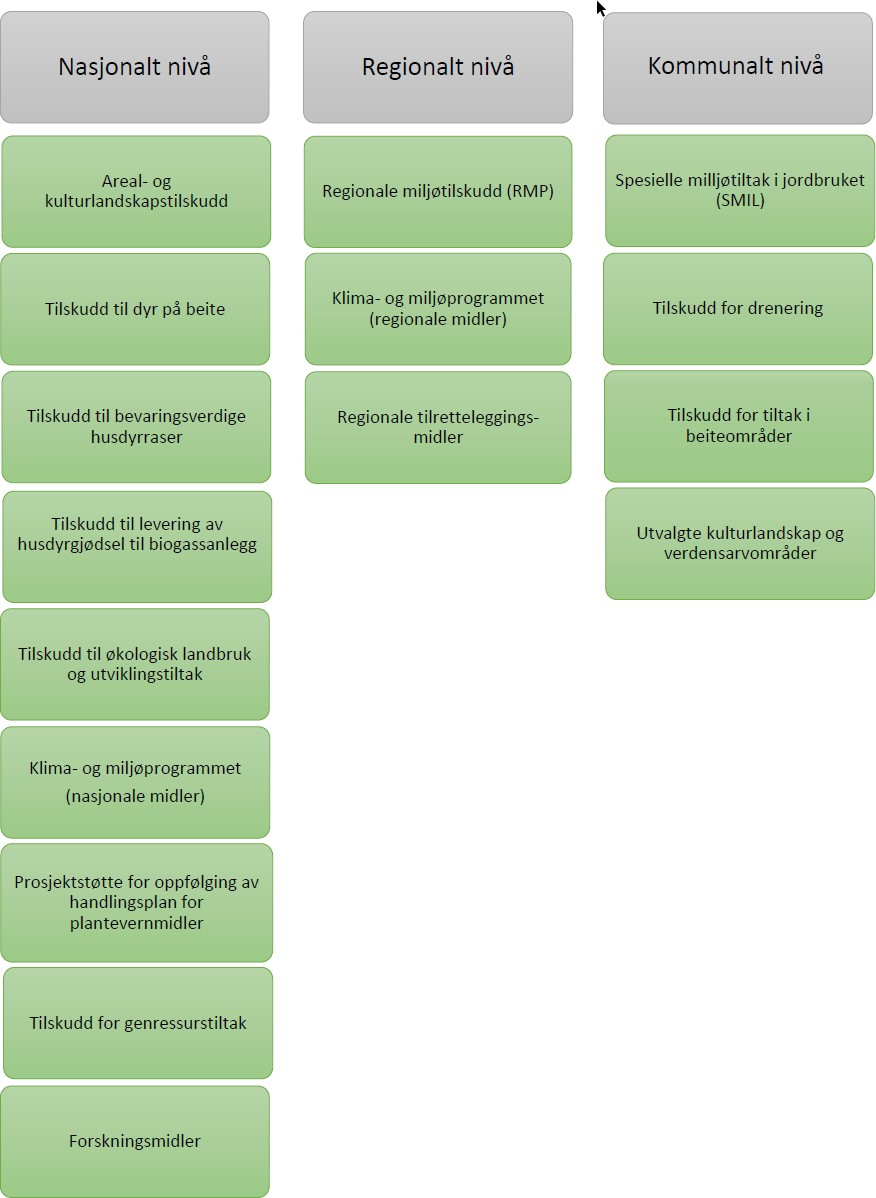 Nasjonalt nivå
Areal- og
kulturlandskapstilskudd
Tilskudd til dyr på beite
Tilskudd til bevaringsverdige
husdyrraser
Tilskudd til levering av
husdyrgjødsel til biogassanlegg
Tilskudd til økologisk landbruk
og utviklingstiltak
Klima- og miljøprogrammet
(nasjonale midler)
Prosjektstøtte for oppfølging av
handlingsplan for
plantevernmidler
Tilskudd for genressurstiltak
Forskningsmidler
Regionalt nivå
Regionale miljøtilskudd (RMP)
Klima- og miljøprogrammet
(regionale midler)
Regionale tilretteleggings-
midler
Kommunalt nivå
Spesielle milljøtiltak i jordbruket
(SMIL)
Tilskudd for drenering
Tilskudd for tiltak i
beiteområder
Utvalgte kulturlandskap og
verdensarvområder